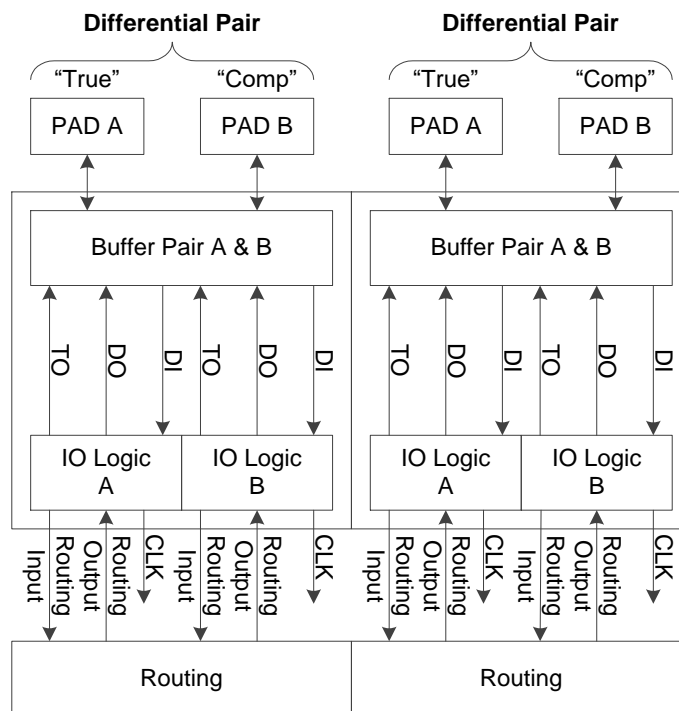 Differential Pair Differential Pair
“True” “Comp” “True” “Comp”
PAD A PAD B PAD A PAD B
Buffer Pair A & B Buffer Pair A & B
TO DO DI TO DO DI TO DO DI TO DO DI
IO Logic IO Logic IO Logic IO Logic
A B A B
Routing Input Routing Output CLK Routing Input Routing Output CLK Routing Input Routing Output CLK Routing Input Routing Output CLK
Routing Routing